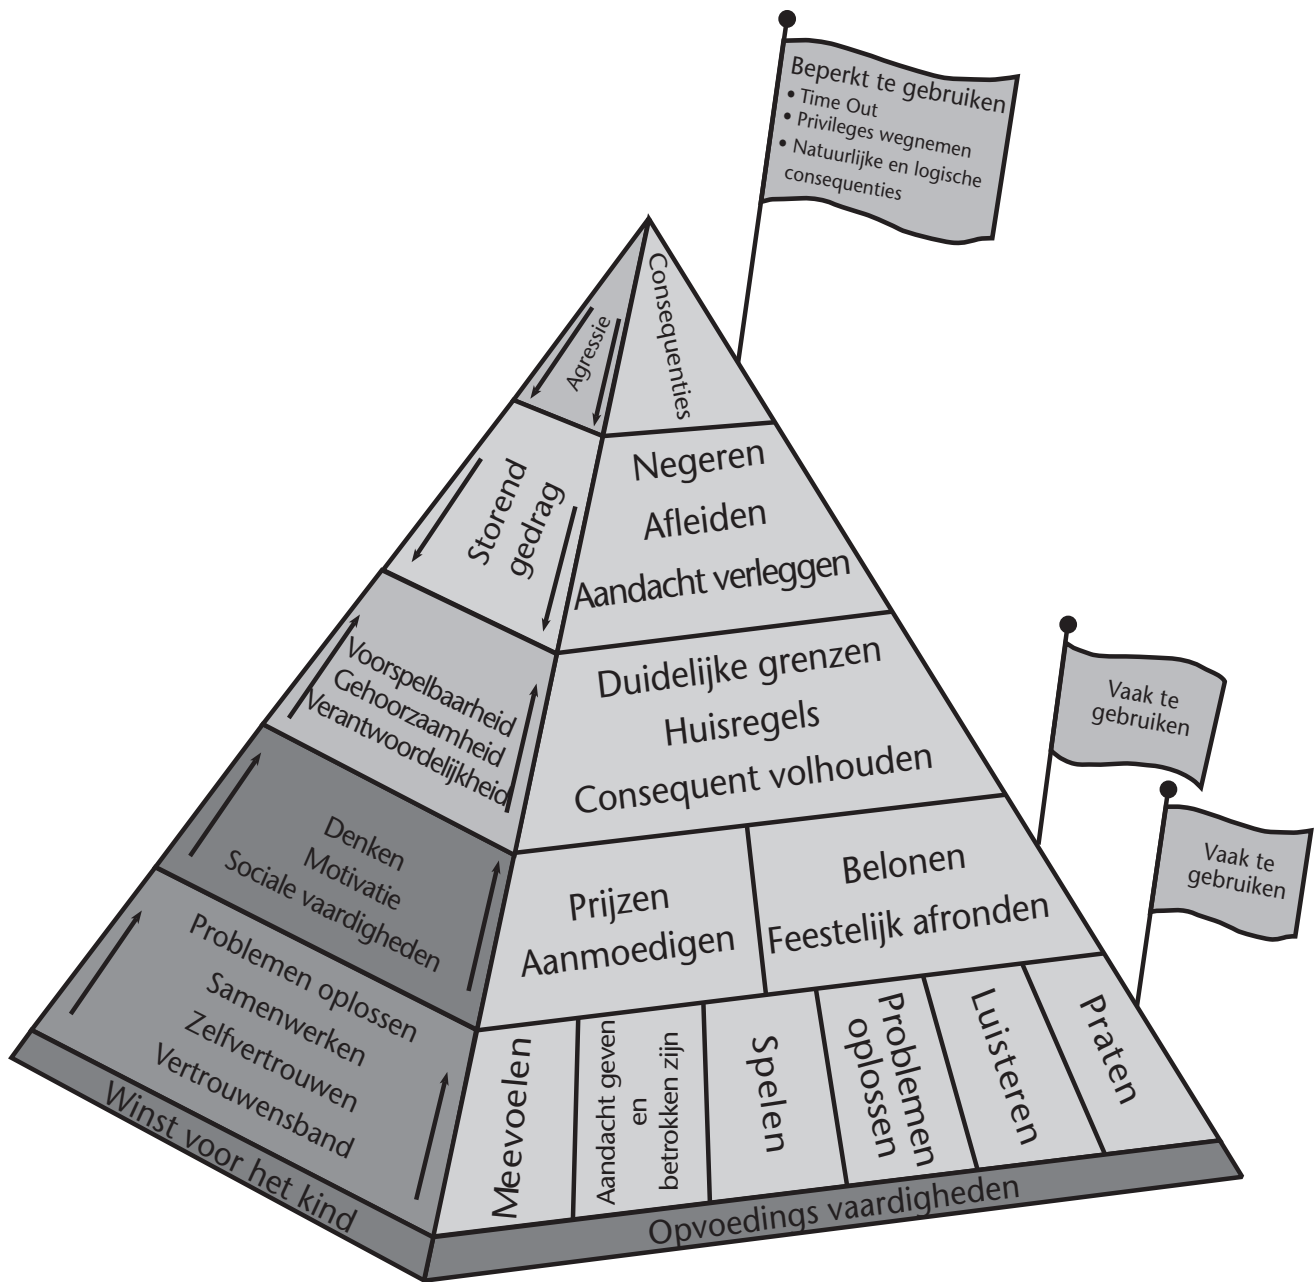 Beperkt te gebruiken
• Time Out
• Privileges wegnemen
• Natuurlijke en logische
consequenties
Agressie
Consequenties
Storend
gedrag
Negeren
Afleiden
Aandacht verleggen
Voorspelbaarheid
Gehoorzaamheid
Verantwoordelijkheid
Duidelijke grenzen
Huisregels
Consequent volhouden
Vaak te
gebruiken
Denken
Motivatie
Sociale vaardigheden
Prijzen
Aanmoedigen
Belonen
Feestelijk afronden
Vaak te
gebruiken
Problemen oplossen
Samenwerken
Zelfvertrouwen
Vertrouwensband
Meevoelen
Aandacht geven
en
betrokken zijn
Spelen
Problemen
oplossen
Luisteren
Praten
Winst voor het kind
Opvoedings vaardigheden